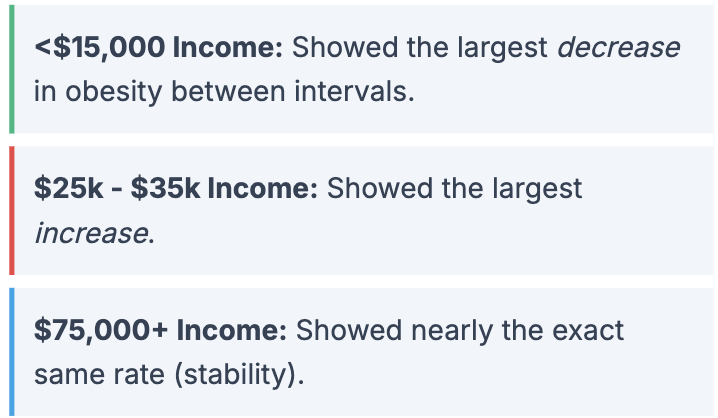 <$15,000 Income: Showed the largest decrease
in obesity between intervals.
$25k - $35k Income: Showed the largest
increase.
$75,000+ Income: Showed nearly the exact
same rate (stability).